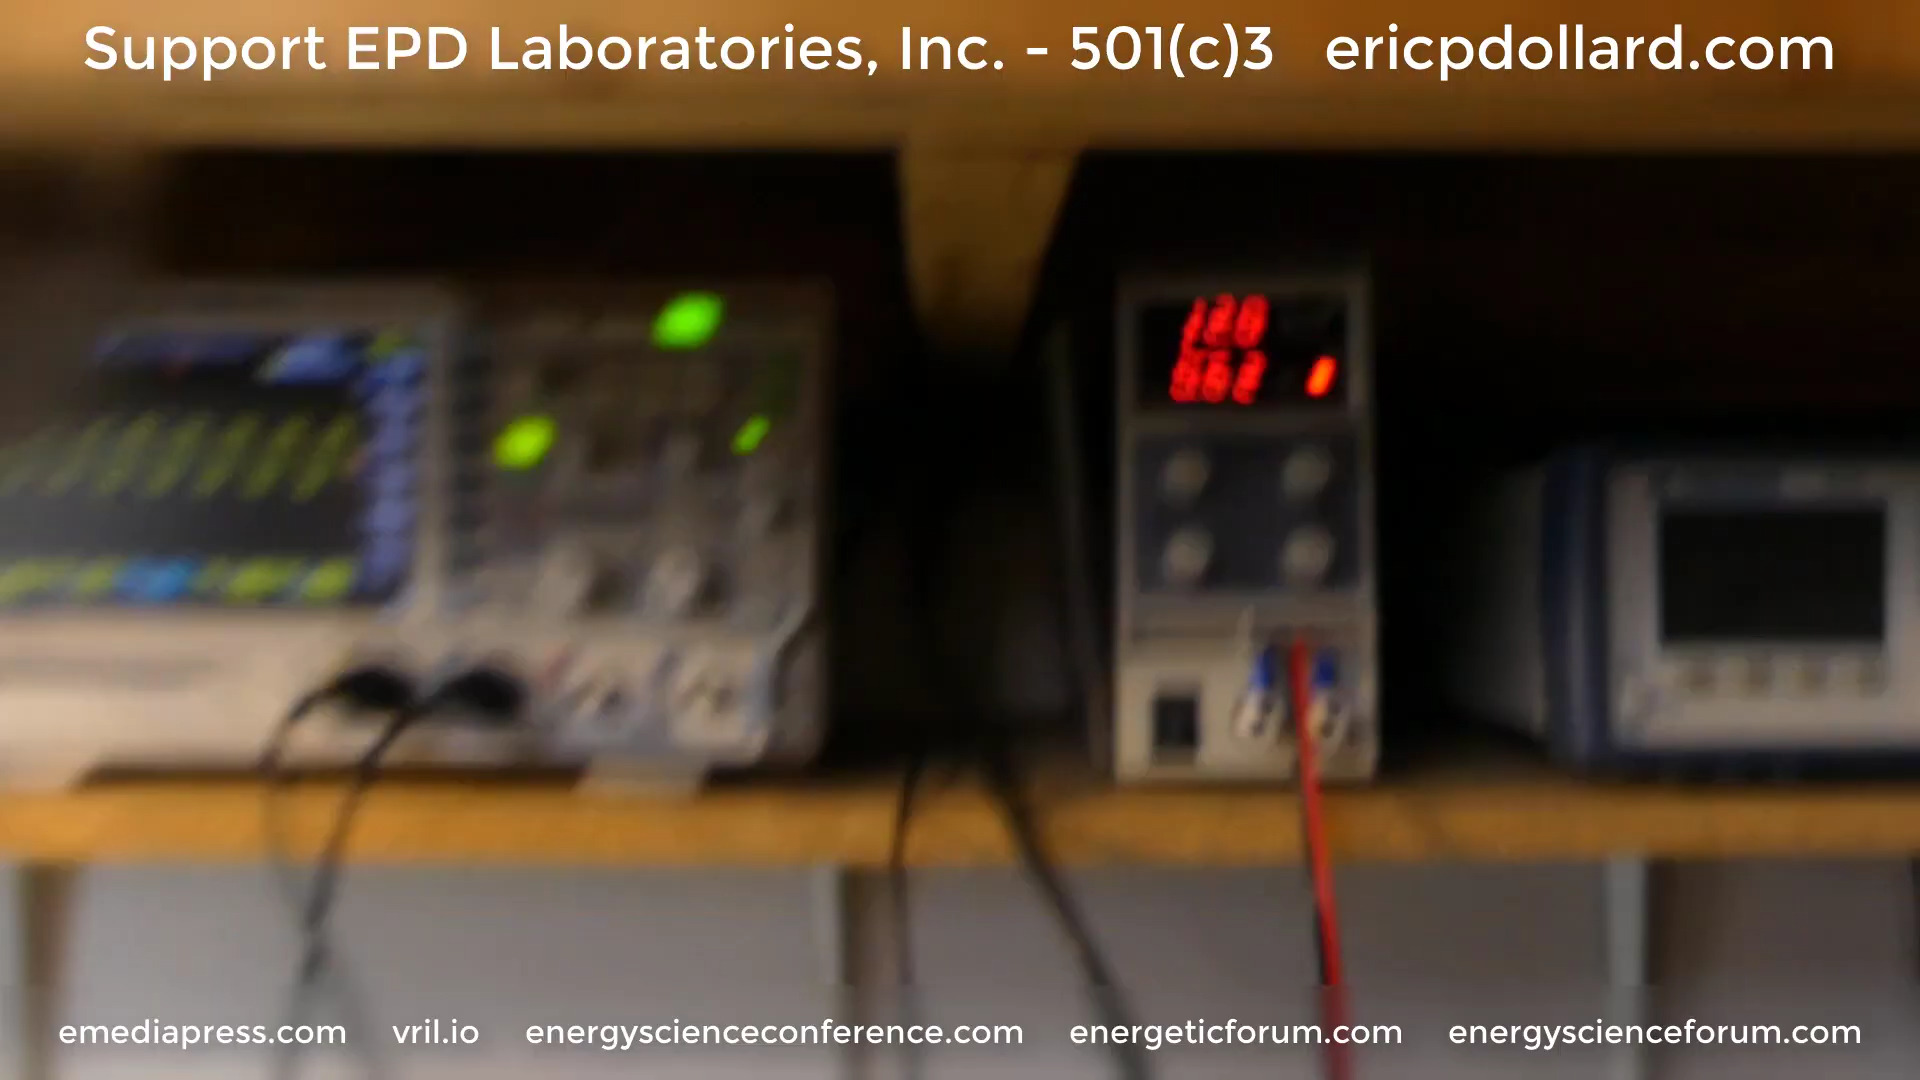 Support EPD Laboratories, Inc. - 501(c)3 ericpdollard.com
emediapress.com vril.io energyscienceconference.com energeticforum.com energyscienceforum.com